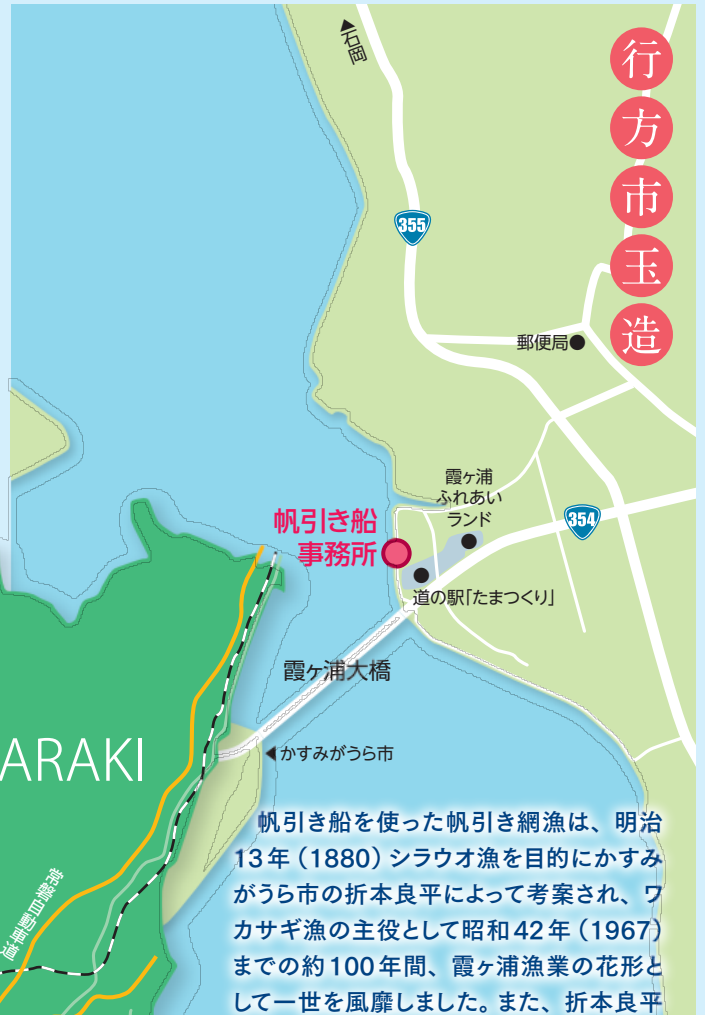 ▲石岡
行方市玉造
355
郵便局●
霞ヶ浦
ふれあい
ランド
354
帆引き船
事務所
道の駅「たまつくり」
霞ヶ浦大橋
◀かすみがうら市
ARAKI
常磐自動車道
帆引き船を使った帆引き網漁は、明治
13年（1880）シラウオ漁を目的にかすみ
がうら市の折本良平によって考案され、ワ
カサギ漁の主役として昭和42年（1967）
までの約100年間、霞ヶ浦漁業の花形と
して一世を風靡しました。また、折本良平